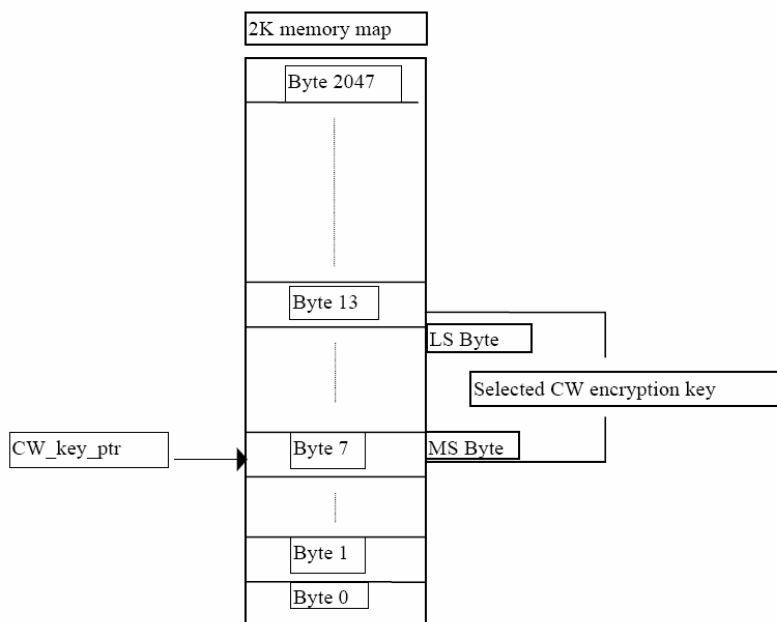 2K memory map
Byte 2047
Byte 13
LS Byte
Selected CW encryption key
CW_key_ptr
Byte 7
MS Byte
Byte 1
Byte 0